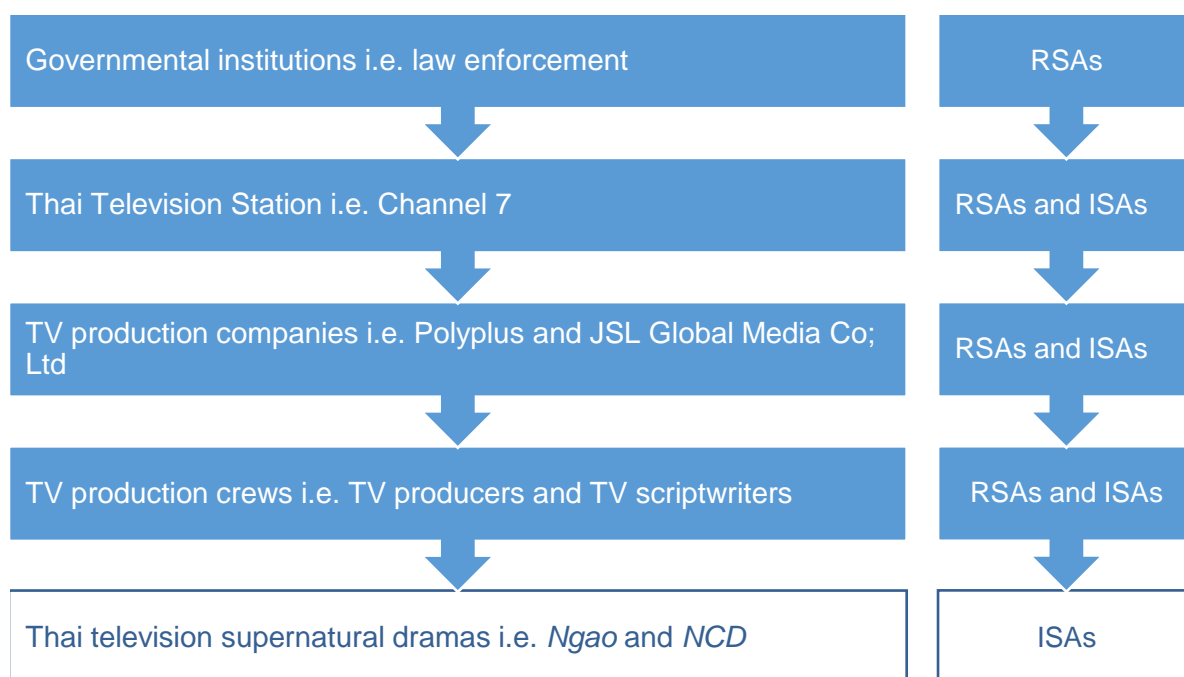 Governmental institutions i.e. law enforcement
RSAs
Thai Television Station i.e. Channel 7
RSAs and ISAs
TV production companies i.e. Polyplus and JSL Global Media Co;
Ltd
RSAs and ISAs
TV production crews i.e. TV producers and TV scriptwriters
RSAs and ISAs
Thai television supernatural dramas i.e. Ngao and NCD
ISAs